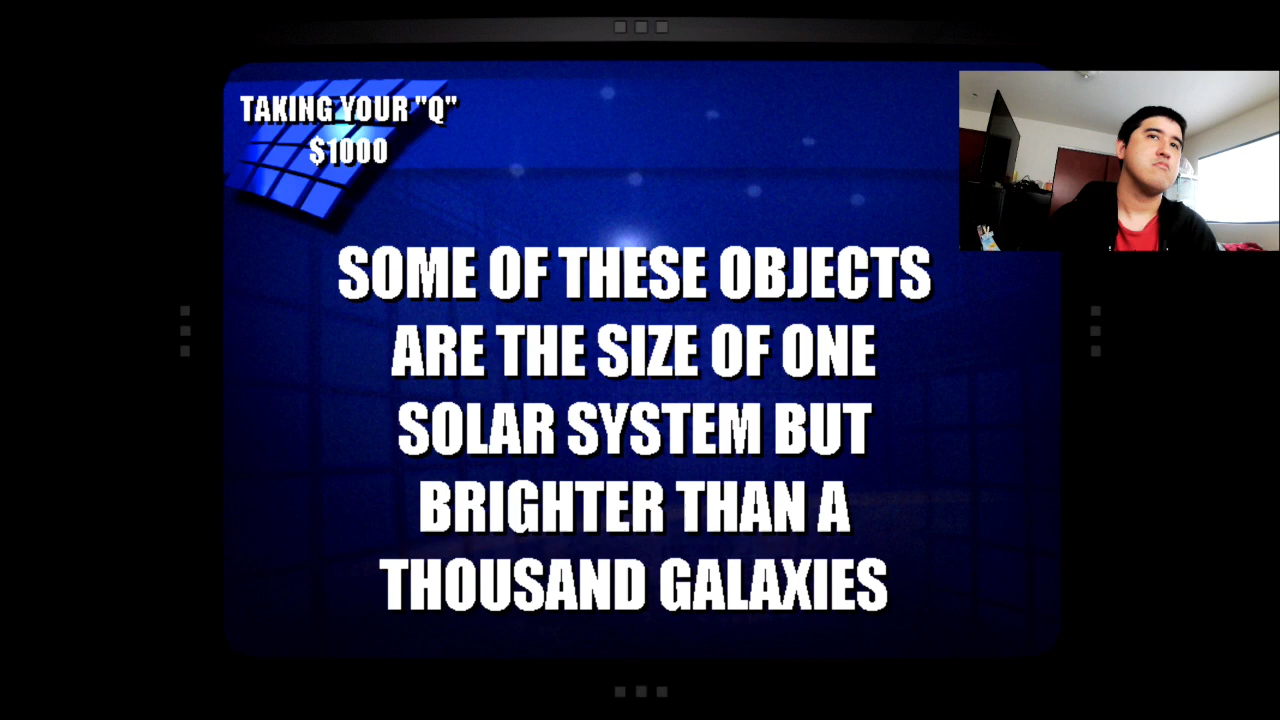 TAKING YOUR "Q"
$1000
SOME OF THESE OBJECTS
ARE THE SIZE OF ONE
SOLAR SYSTEM BUT
BRIGHTER THAN A
THOUSAND GALAXIES